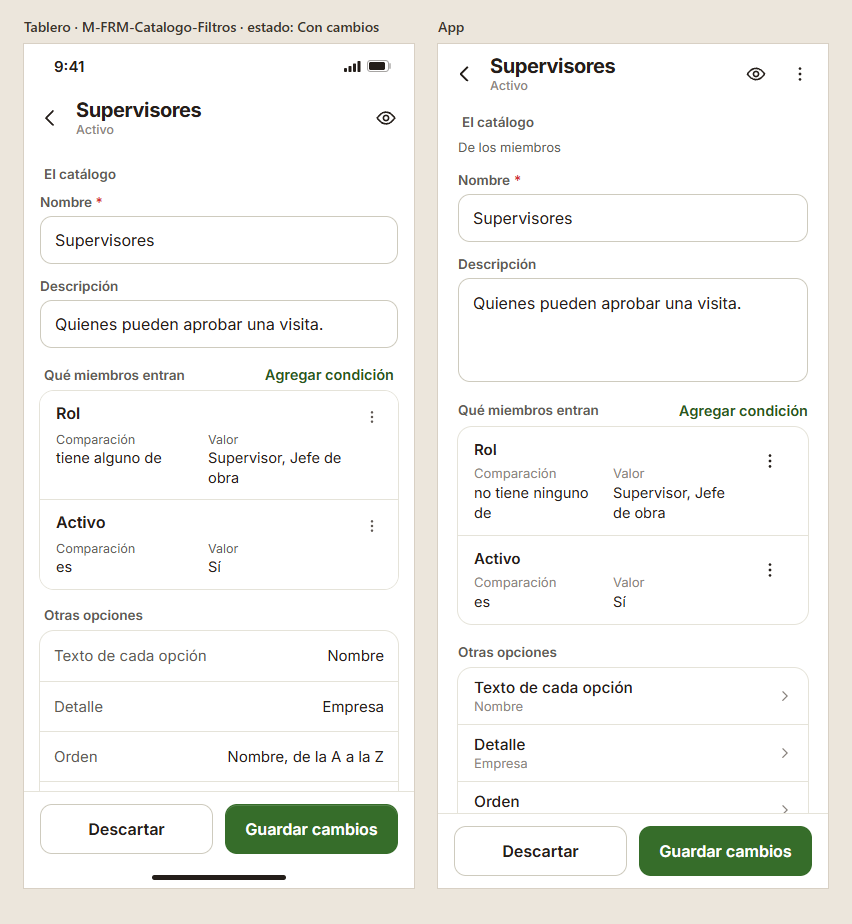 Tablero · M-FRM-Catalogo-Filtros · estado: Con cambios
9:41
Supervisores
Activo
El catálogo
Nombre *
Supervisores
Descripción
Quienes pueden aprobar una visita.
Qué miembros entran
Agregar condición
Rol
Comparación
Valor
tiene alguno de
Supervisor, Jefe de
obra
Activo
Comparación
Valor
es
Sí
Otras opciones
Texto de cada opción
Nombre
Detalle
Empresa
Orden
Nombre, de la A a la Z
Descartar
Guardar cambios
App
Supervisores
Activo
El catálogo
De los miembros
Nombre *
Supervisores
Descripción
Quienes pueden aprobar una visita.
Qué miembros entran
Agregar condición
Rol
Comparación
Valor
no tiene ninguno
de
Supervisor, Jefe
de obra
Activo
Comparación
Valor
es
Sí
Otras opciones
Texto de cada opción
Nombre
Detalle
Empresa
Orden
Descartar
Guardar cambios